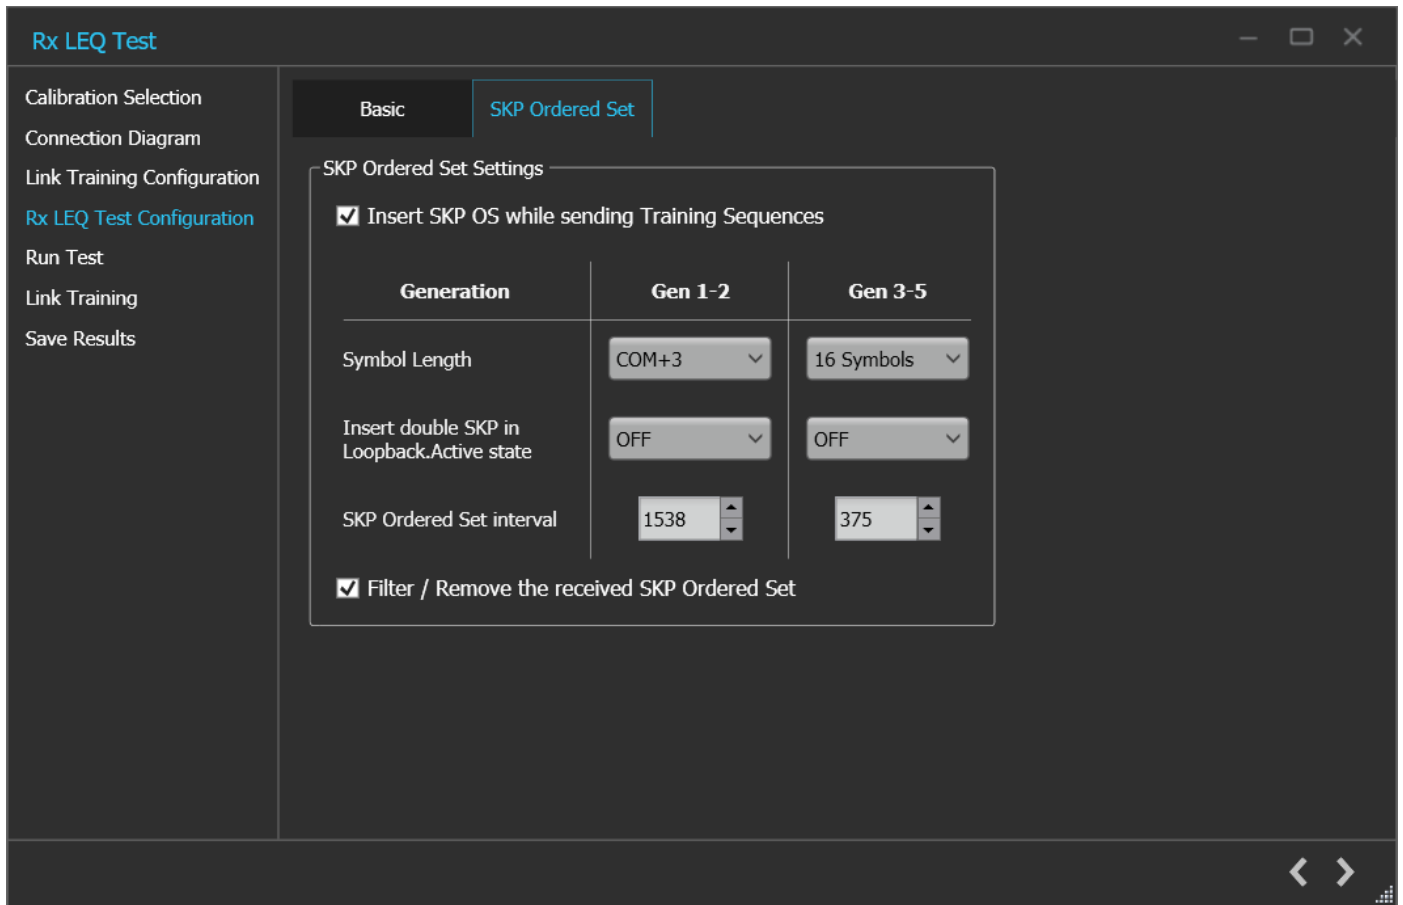 Rx LEQ Test
Calibration Selection
Connection Diagram
Link Training Configuration
Rx LEQ Test Configuration
Run Test
Link Training
Save Results
Basic
SKP Ordered Set
SKP Ordered Set Settings
Insert SKP OS while sending Training Sequences
Generation Gen 1-2 Gen 3-5
Symbol Length COM+3 16 Symbols
Insert double SKP in
Loopback.Active state
OFF OFF
SKP Ordered Set interval 1538 375
Filter / Remove the received SKP Ordered Set